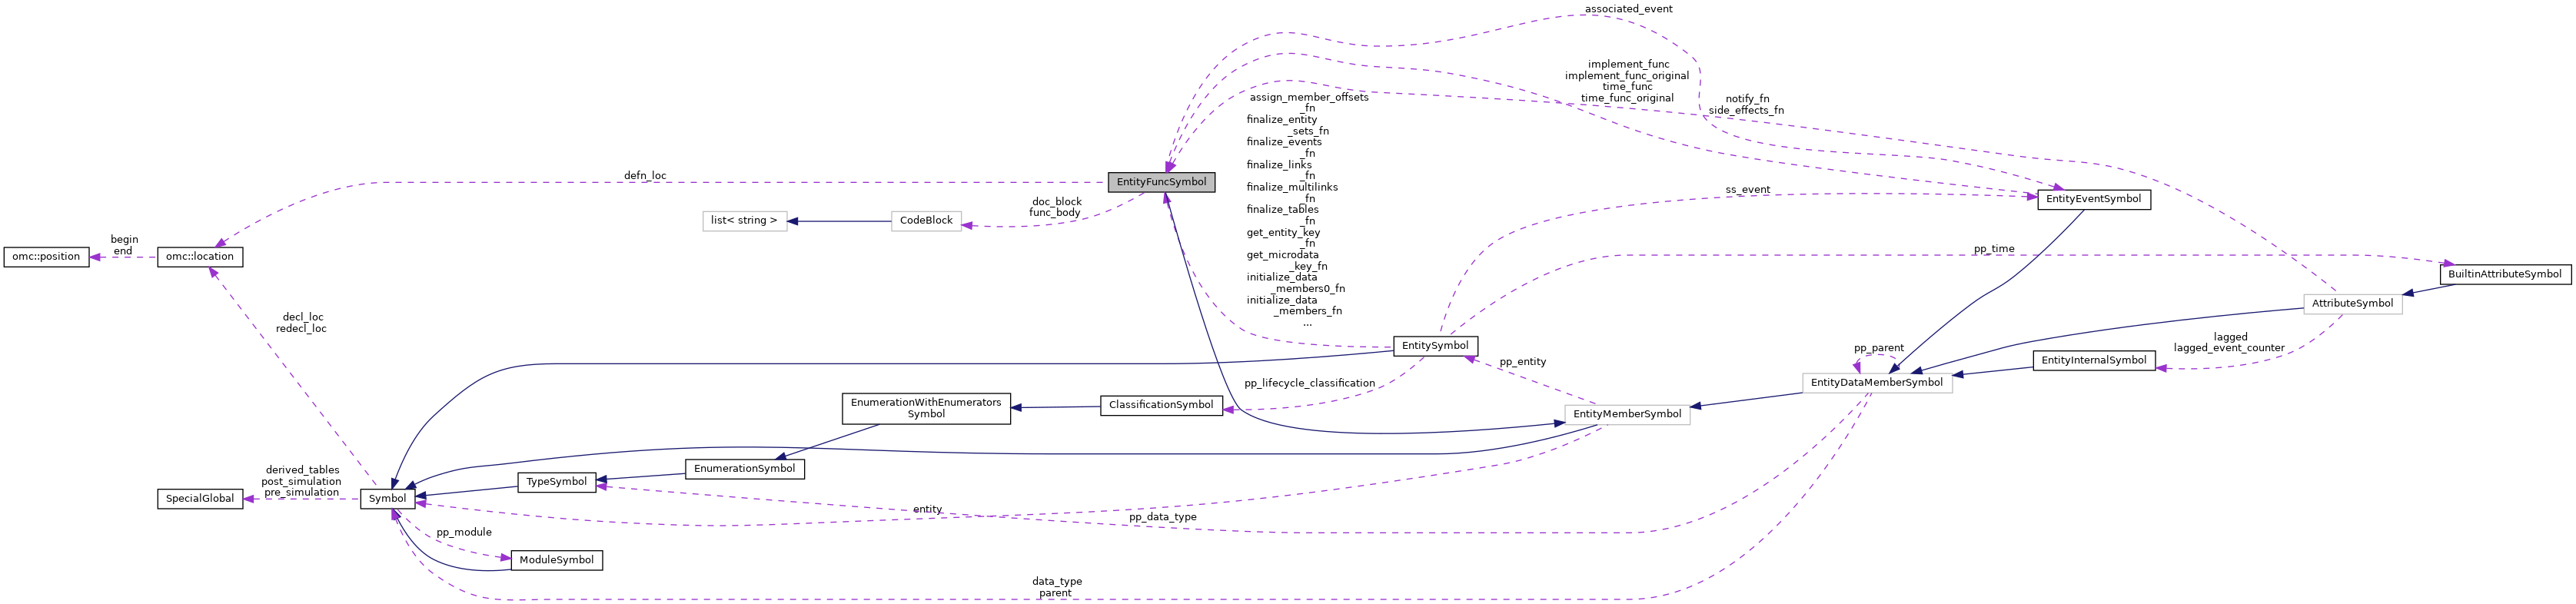 associated_event
implement_func
implement_func_original
time_func
time_func_original
notify_fn
side_effects_fn
assign_member_offsets
_fn
finalize_entity
_sets_fn
finalize_events
_fn
finalize_links
_fn
finalize_multilinks
_fn
finalize_tables
_fn
get_entity_key
_fn
get_microdata
_key_fn
initialize_data
_members0_fn
initialize_data
_members_fn
...
defn_loc
EntityFuncSymbol
ss_event
EntityEventSymbol
doc_block
func_body
list< string >
CodeBlock
begin
end
omc::position
omc::location
pp_time
BuiltinAttributeSymbol
AttributeSymbol
decl_loc
redecl_loc
EntitySymbol
lagged
lagged_event_counter
pp_parent
EntityInternalSymbol
pp_entity
pp_lifecycle_classification
EntityDataMemberSymbol
EnumerationWithEnumerators
Symbol
ClassificationSymbol
EntityMemberSymbol
EnumerationSymbol
TypeSymbol
derived_tables
post_simulation
pre_simulation
SpecialGlobal
Symbol
entity
pp_data_type
pp_module
ModuleSymbol
data_type
parent